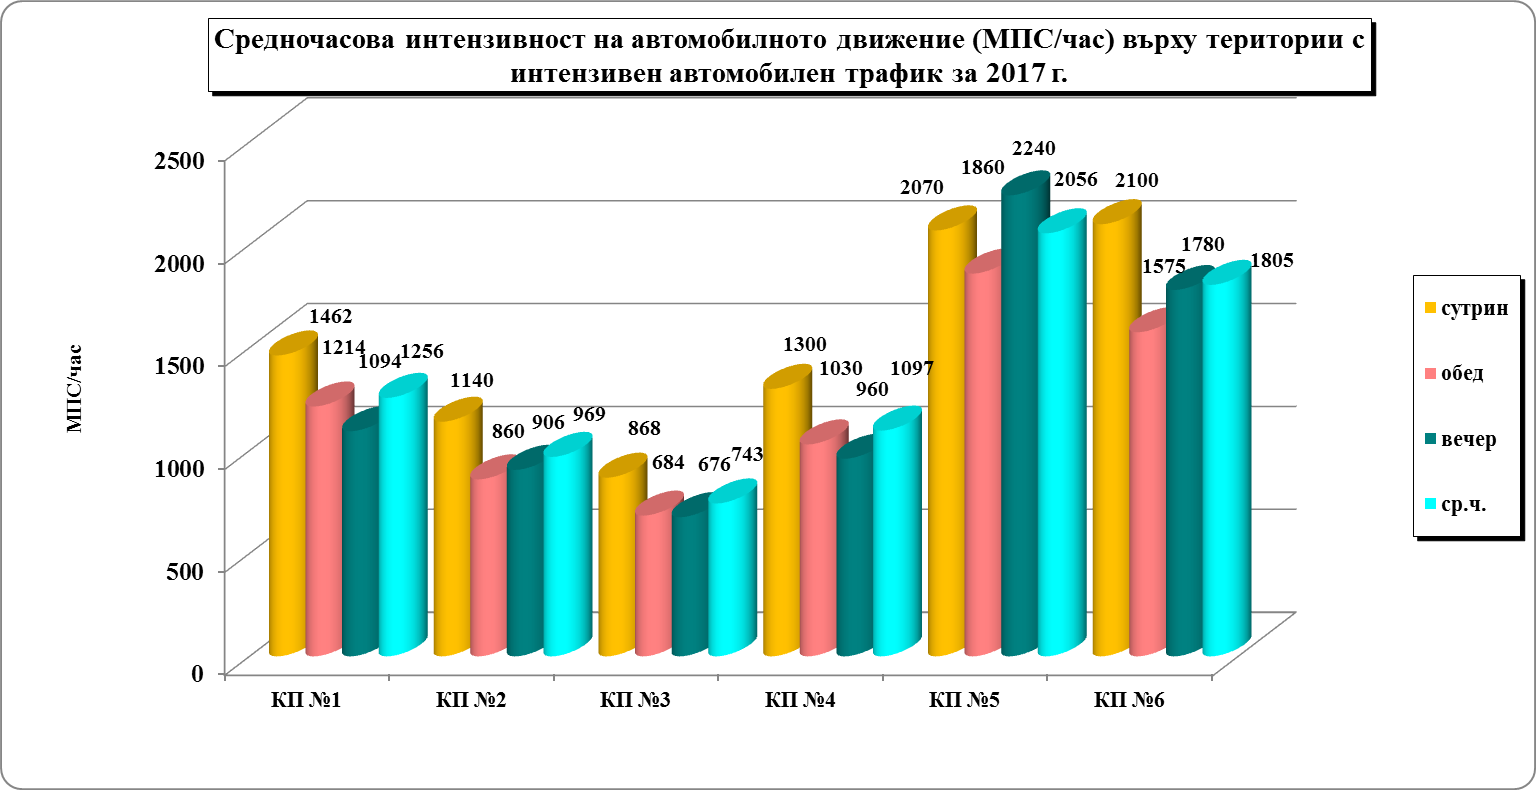 Средночасова интензивност на автомобилното движение (МПС/час) върху територии с
интензивен автомобилен трафик за 2017 г.
МПС/час
2500
2000
1500
1000
500
0
1462
1214
1094
1256
1140
860
906
969
868
684
676
743
1300
1030
960
1097
2070
1860
2240
2056
2100
1575
1780
1805
КП №1
КП №2
КП №3
КП №4
КП №5
КП №6
сутрин
обед
вечер
ср.ч.